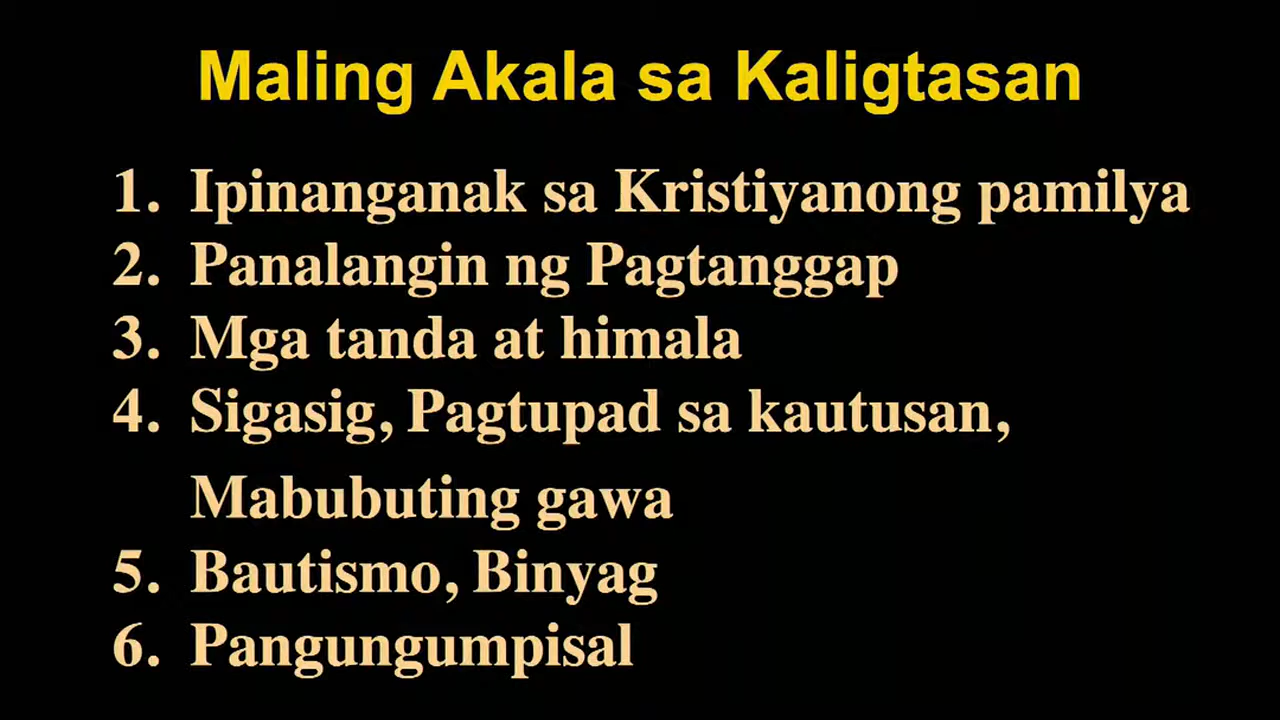 Maling Akala sa Kaligtasan
1. Ipinanganak sa Kristiyanong pamilya
2. Panalangin ng Pagtanggap
3. Mga tanda at himala
4. Sigasig, Pagtupad sa kautusan,
Mabubuting gawa
5. Bautismo, Binyag
6. Pangungumpisal